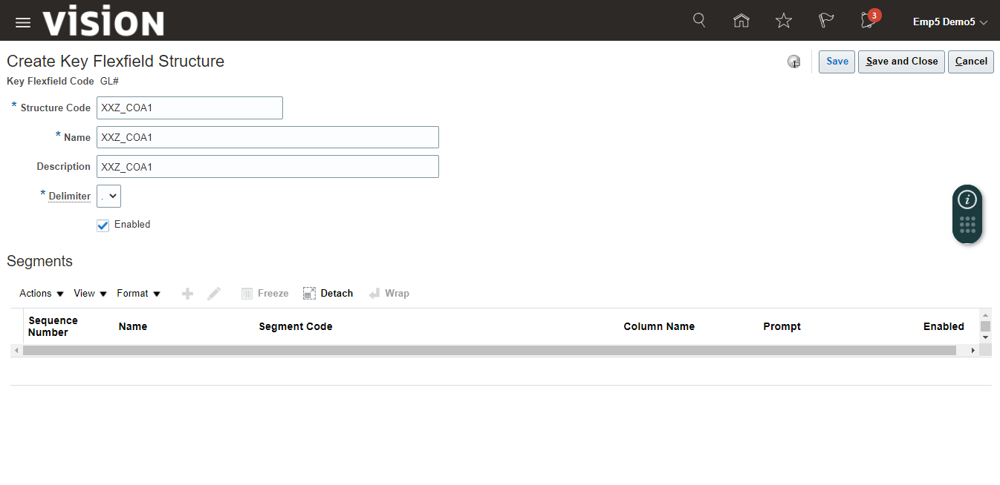 vision
3
Emp5 Demo5
Create Key Flexfield Structure
Save
Save and Close
Cancel
Key Flexfield Code GL#
* Structure Code XXZ_COA1
* Name XXZ_COA1
Description XXZ_COA1
* Delimiter .
Enabled
i
Segments
Actions View Format Freeze Detach Wrap
Sequence Number Name Segment Code Column Name Prompt Enabled